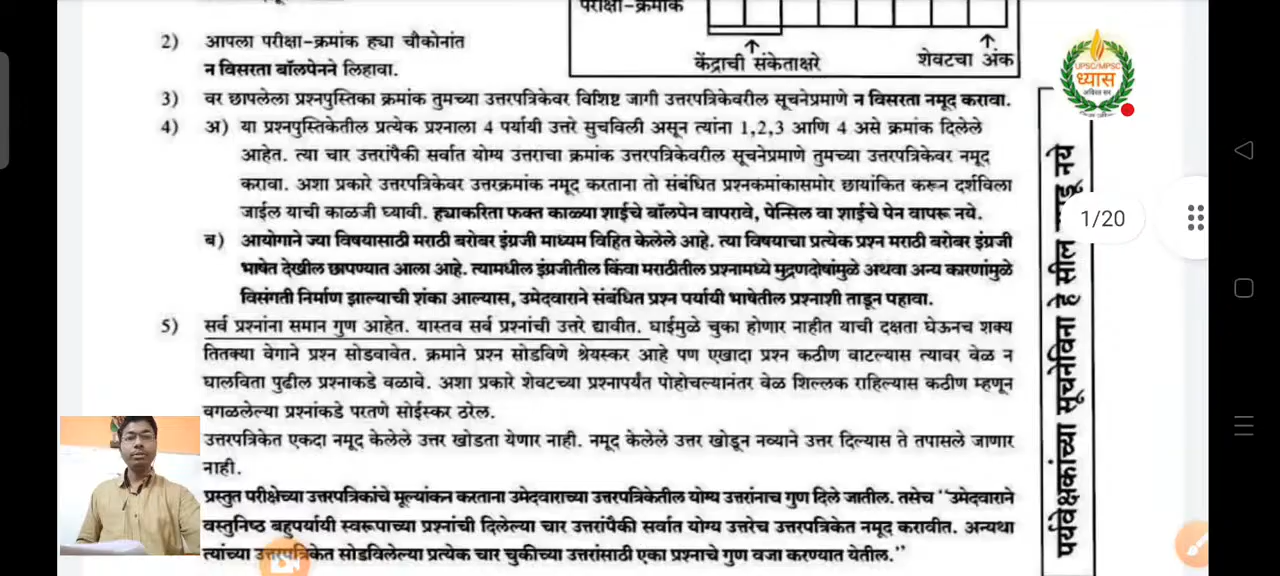 परीक्षा-क्रमांक
2) आपला परीक्षा-क्रमांक ह्या चौकोनांत
न विसरता बॉलपेनने लिहावा.
केंद्राची संकेताक्षरे
शेवटचा अंक
3) वर छापलेला प्रश्नपुस्तिका क्रमांक तुमच्या उत्तरपत्रिकेवर विशिष्ट जागी उत्तरपत्रिकेवरील सूचनेप्रमाणे न विसरता नमूद करावा.
4) अ) या प्रश्नपुस्तिकेतील प्रत्येक प्रश्नाला 4 पर्यायी उत्तरे सुचविली असून त्यांना 1,2,3 आणि 4 असे क्रमांक दिलेले
आहेत. त्या चार उत्तरांपैकी सर्वात योग्य उत्तराचा क्रमांक उत्तरपत्रिकेवरील सूचनेप्रमाणे तुमच्या उत्तरपत्रिकेवर नमूद
करावा. अशा प्रकारे उत्तरपत्रिकेवर उत्तरक्रमांक नमूद करताना तो संबंधित प्रश्नकमांकासमोर छायांकित करून दर्शविला
जाईल याची काळजी घ्यावी. ह्याकरिता फक्त काळ्या शाईचे बॉलपेन वापरावे, पेन्सिल वा शाईचे पेन वापरू नये.
ब) आयोगाने ज्या विषयासाठी मराठी बरोबर इंग्रजी माध्यम विहित केलेले आहे. त्या विषयाचा प्रत्येक प्रश्न मराठी बरोबर इंग्रजी
भाषेत देखील छापण्यात आला आहे. त्यामधील इंग्रजीतील किंवा मराठीतील प्रश्नामध्ये मुद्रणदोषांमुळे अथवा अन्य कारणांमुळे
विसंगती निर्माण झाल्याची शंका आल्यास, उमेदवाराने संबंधित प्रश्न पर्यायी भाषेतील प्रश्नाशी ताडून पहावा.
5) सर्व प्रश्नांना समान गुण आहेत. यास्तव सर्व प्रश्नांची उत्तरे द्यावीत. घाईमुळे चुका होणार नाहीत याची दक्षता घेऊनच शक्य
तितक्या वेगाने प्रश्न सोडवावेत. क्रमाने प्रश्न सोडविणे श्रेयस्कर आहे पण एखादा प्रश्न कठीण वाटल्यास त्यावर वेळ न
घालविता पुढील प्रश्नाकडे वळावे. अशा प्रकारे शेवटच्या प्रश्नापर्यंत पोहोचल्यानंतर वेळ शिल्लक राहिल्यास कठीण म्हणून
वगळलेल्या प्रश्नांकडे परतणे सोईस्कर ठरेल.
उत्तरपत्रिकेत एकदा नमूद केलेले उत्तर खोडता येणार नाही. नमूद केलेले उत्तर खोडून नव्याने उत्तर दिल्यास ते तपासले जाणार
नाही.
प्रस्तुत परीक्षेच्या उत्तरपत्रिकांचे मूल्यांकन करताना उमेदवाराच्या उत्तरपत्रिकेतील योग्य उत्तरांनाच गुण दिले जातील. तसेच "उमेदवाराने
वस्तुनिष्ठ बहुपर्यायी स्वरूपाच्या प्रश्नांची दिलेल्या चार उत्तरांपैकी सर्वात योग्य उत्तरेच उत्तरपत्रिकेत नमूद करावीत. अन्यथा
त्यांच्या उत्तरपत्रिकेत सोडविलेल्या प्रत्येक चार चुकीच्या उत्तरांसाठी एका प्रश्नाचे गुण वजा करण्यात येतील."
UPSC/MPSC
ध्यास
1/20
पर्यवेक्षकांच्या सूचनेविना हे सील नये